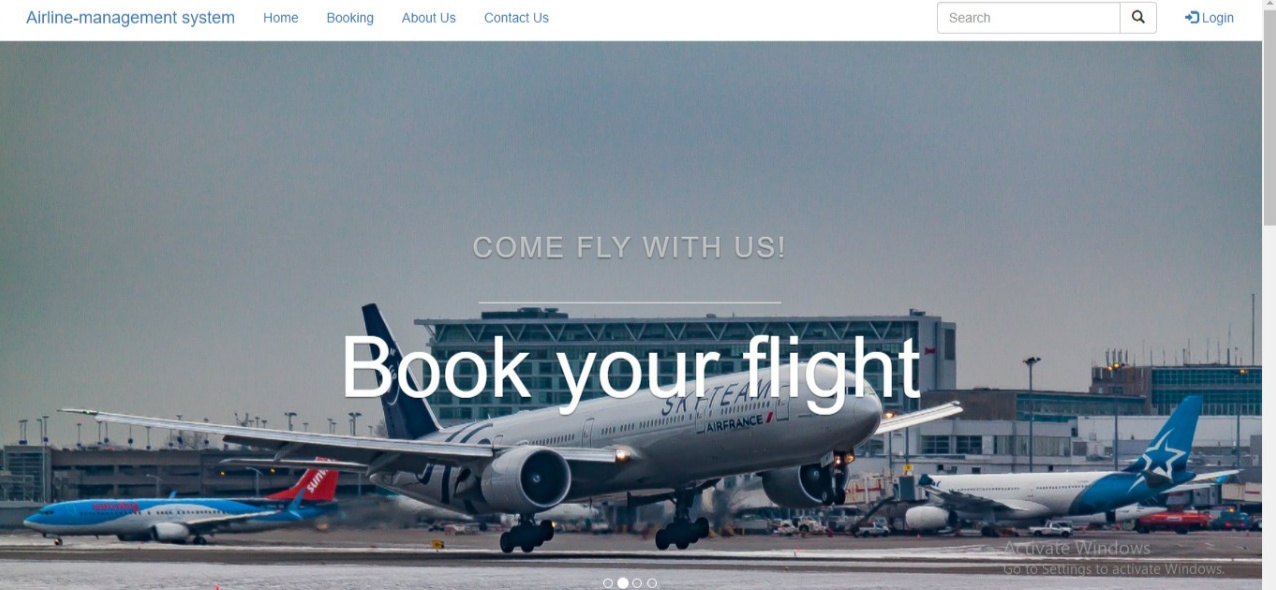 Airline-management system Home Booking About Us Contact Us Search Login
COME FLY WITH US!
Book your flight
SKYTEAM
AIRFRANCE
sunwing
Activate Windows
Go to Settings to activate Windows.